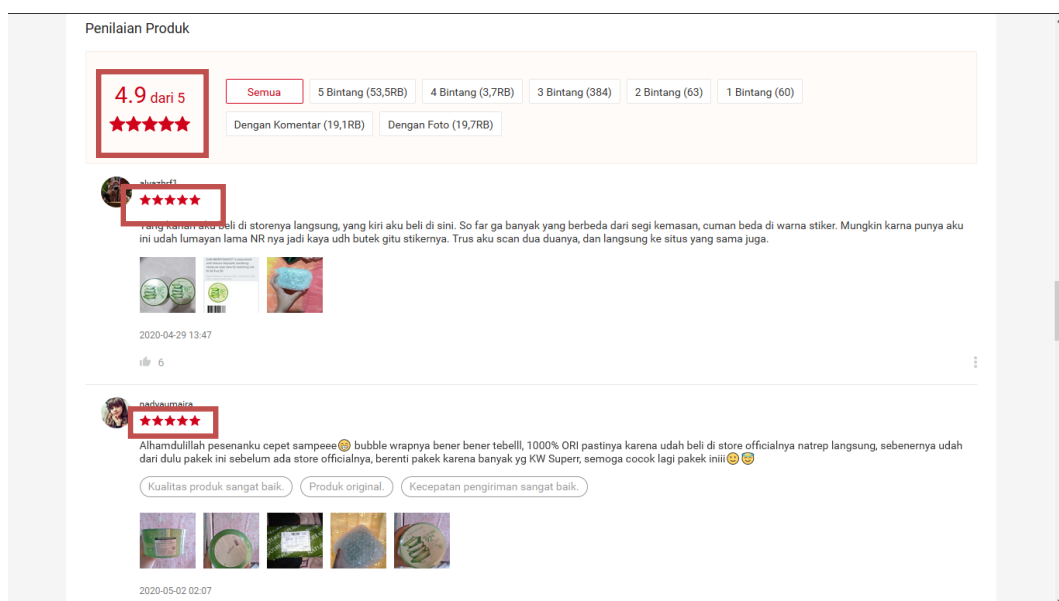 Penilaian Produk
4.9 dari 5
Semua
5 Bintang (53,5RB)
4 Bintang (3,7RB)
3 Bintang (384)
2 Bintang (63)
1 Bintang (60)
Dengan Komentar (19,1RB)
Dengan Foto (19,7RB)
Yang kanan aku beli di storenya langsung, yang kiri aku beli di sini. So far ga banyak yang berbeda dari segi kemasan, cuman beda di warna stiker. Mungkin karna punya aku
ini udah lumayan lama NR nya jadi kaya udh butek gitu stikernya. Trus aku scan dua duanya, dan langsung ke situs yang sama juga.
2020-04-29 13:47
6
nadyaumaira
Alhamdulillah pesenanku cepet sampeee😁 bubble wrapnya bener bener tebelll, 1000% ORI pastinya karena udah beli di store officialnya natrep langsung, sebenernya udah
dari dulu pakek ini sebelum ada store officialnya, berenti pakek karena banyak yg KW Superr, semoga cocok lagi pakek iniii🙂😇
Kualitas produk sangat baik.
Produk original.
Kecepatan pengiriman sangat baik.
2020-05-02 02:07